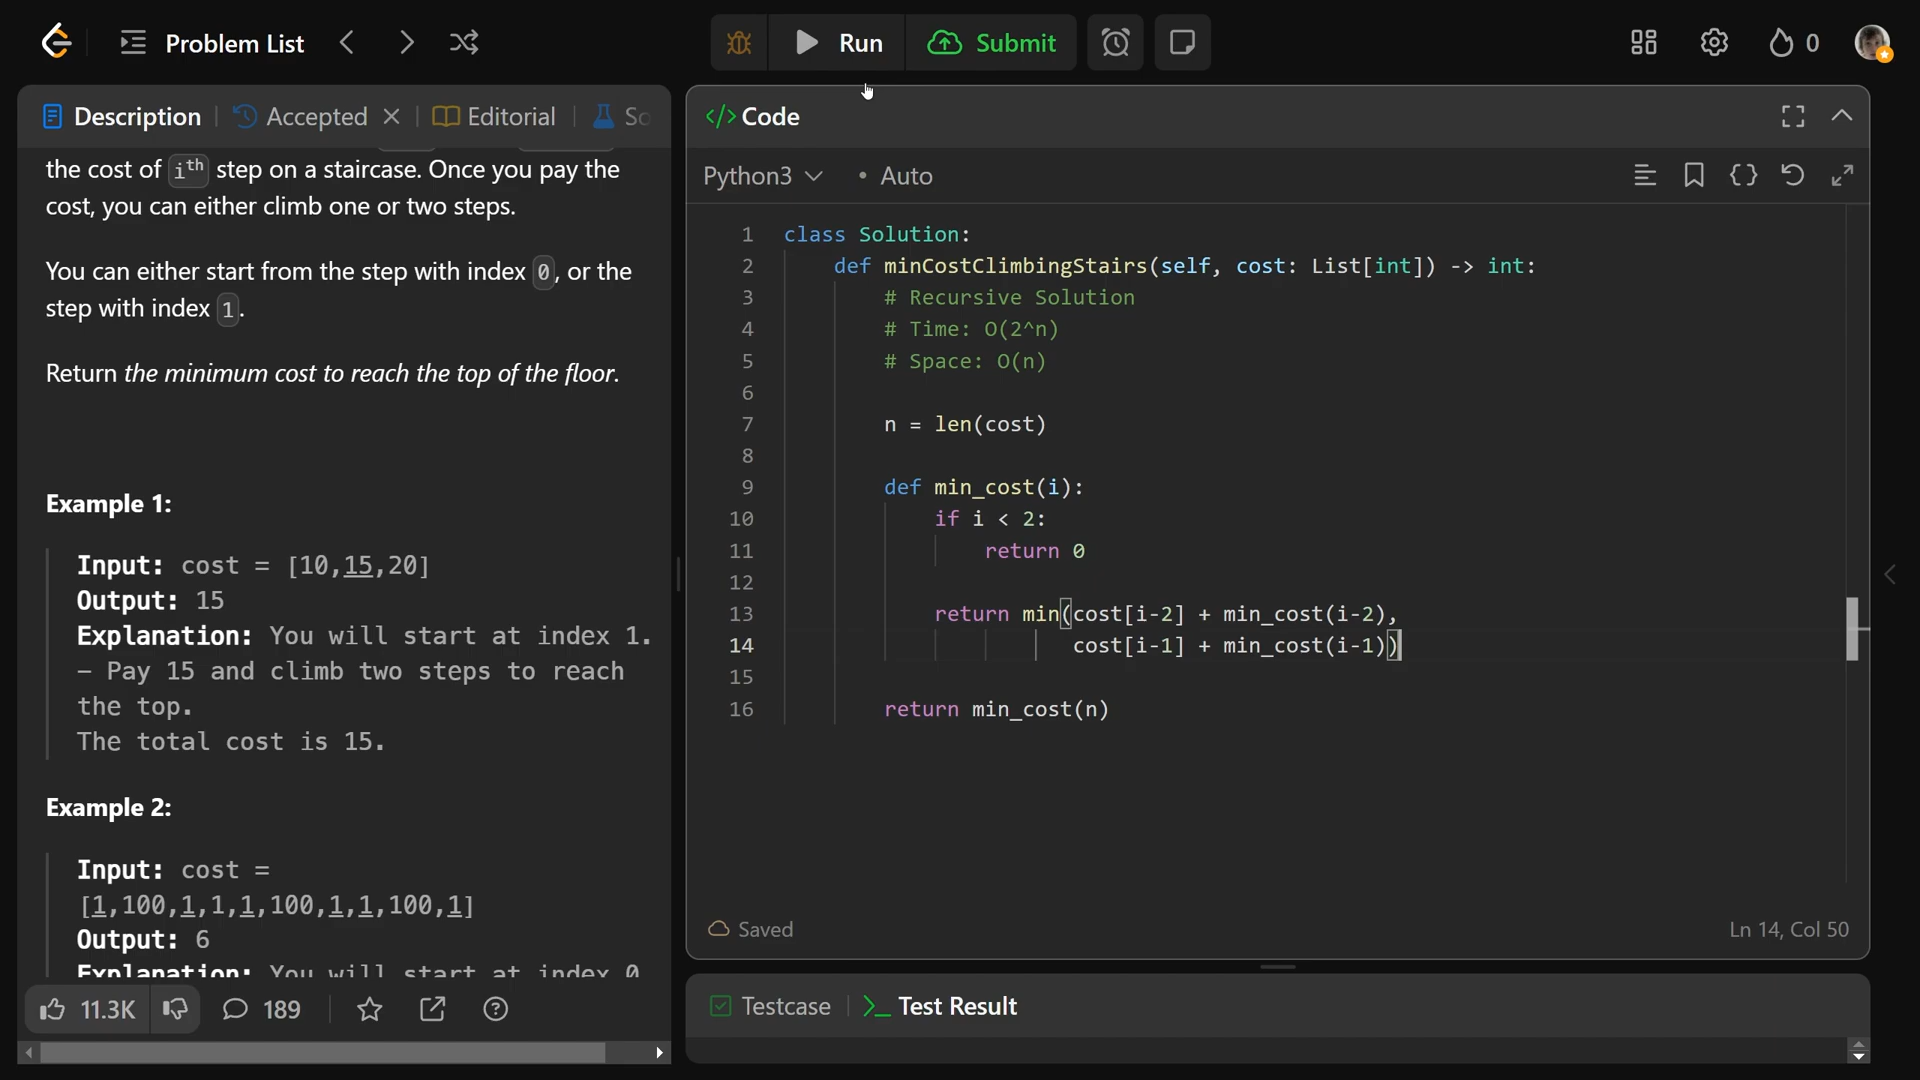 Problem List
Run
Submit
0
Description
Accepted
Editorial
So
the cost of ith step on a staircase. Once you pay the
cost, you can either climb one or two steps.
You can either start from the step with index 0, or the
step with index 1.
Return the minimum cost to reach the top of the floor.
Example 1:
Input: cost = [10,15,20]
Output: 15
Explanation: You will start at index 1.
- Pay 15 and climb two steps to reach
the top.
The total cost is 15.
Example 2:
Input: cost =
[1,100,1,1,1,100,1,1,100,1]
Output: 6
Explanation: You will start at index 0
11.3K
189
</> Code
Python3
• Auto
1 class Solution:
2 def minCostClimbingStairs(self, cost: List[int]) -> int:
3 # Recursive Solution
4 # Time: O(2^n)
5 # Space: O(n)
6
7 n = len(cost)
8
9 def min_cost(i):
10 if i < 2:
11 return 0
12
13 return min(cost[i-2] + min_cost(i-2),
14 cost[i-1] + min_cost(i-1))
15
16 return min_cost(n)
Saved
Ln 14, Col 50
Testcase
>_ Test Result